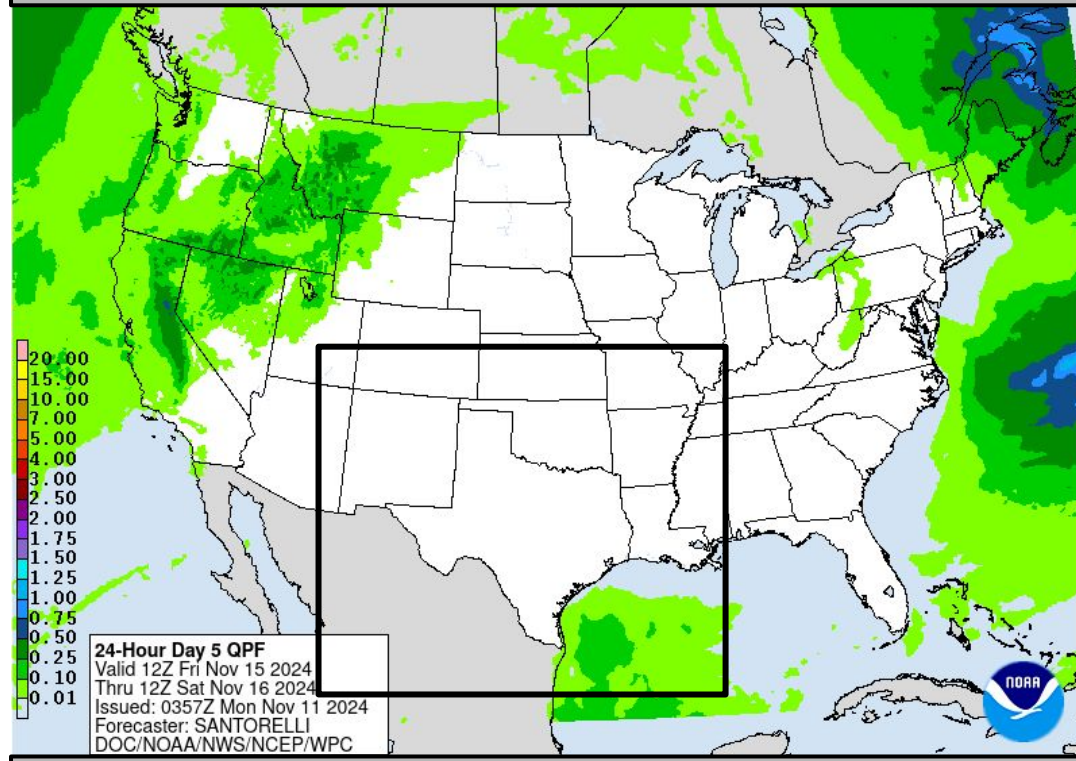 20.00
15.00
10.00
7.00
5.00
4.00
3.00
2.50
2.00
1.75
1.50
1.25
1.00
0.75
0.50
0.25
0.10
0.01
24-Hour Day 5 QPF
Valid 12Z Fri Nov 15 2024
Thru 12Z Sat Nov 16 2024
Issued: 0357Z Mon Nov 11 2024
Forecaster: SANTORELLI
DOC/NOAA/NWS/NCEP/WPC
NOAA